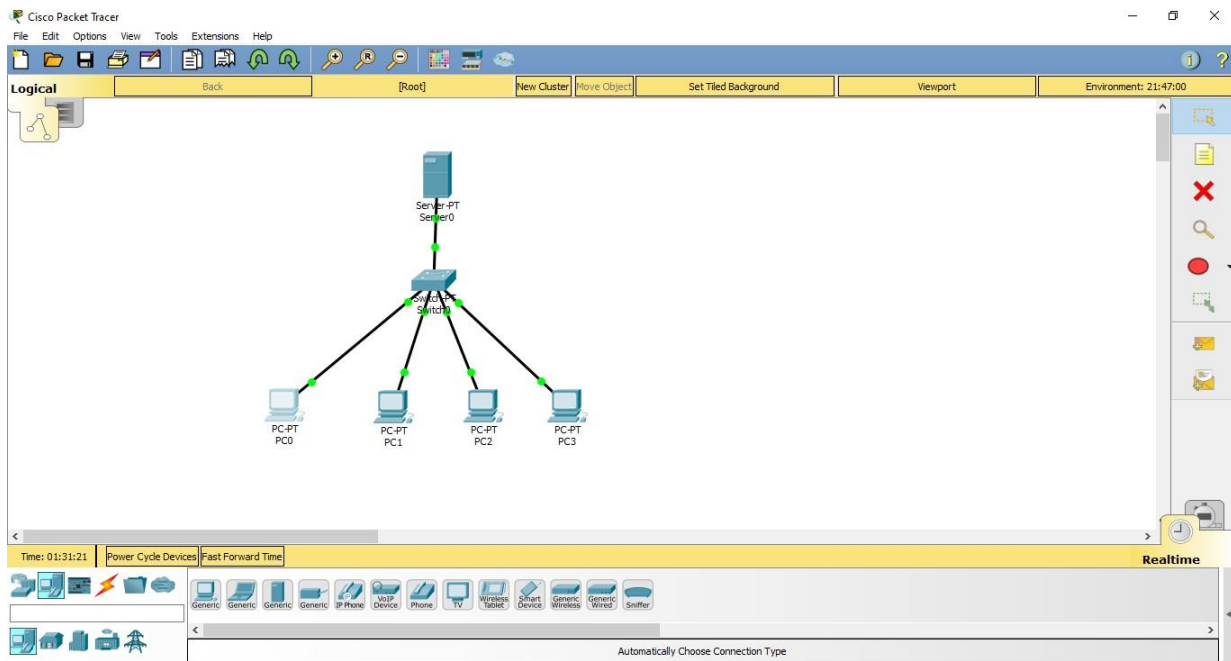 Cisco Packet Tracer
File Edit Options View Tools Extensions Help
Logical Back [Root] New Cluster Move Object Set Tiled Background Viewport Environment: 21:47:00
Server-PT
Server0
Switch-PT
Switch0
PC-PT PC-PT PC-PT PC-PT
PC0 PC1 PC2 PC3
Time: 01:31:21 Power Cycle Devices Fast Forward Time Realtime
Generic Generic Generic Generic IP Phone VoIP Device Phone TV Wireless Tablet Smart Device Generic Wireless Generic Wired Sniffer
Automatically Choose Connection Type